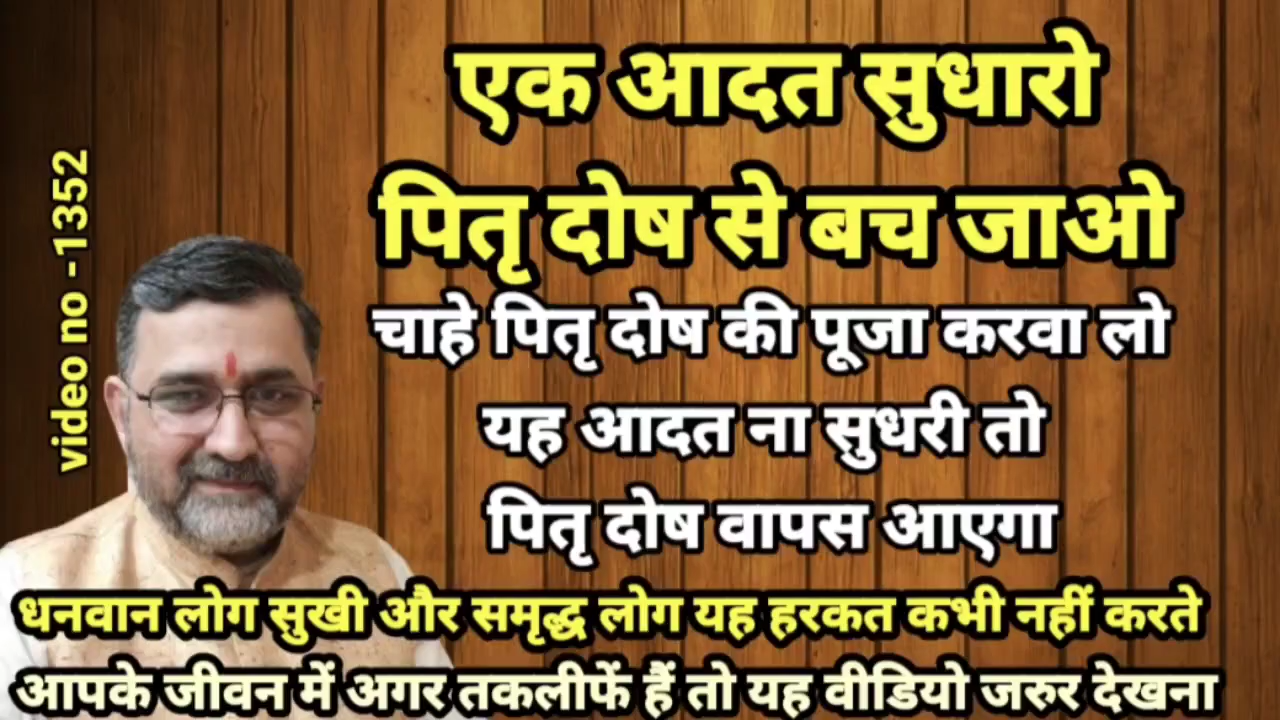 एक आदत सुधारो
पितृ दोष से बच जाओ
चाहे पितृ दोष की पूजा करवा लो
यह आदत ना सुधरी तो
पितृ दोष वापस आएगा
धनवान लोग सुखी और समृद्ध लोग यह हरकत कभी नहीं करते
आपके जीवन में अगर तकलीफें हैं तो यह वीडियो जरुर देखना
video no -1352